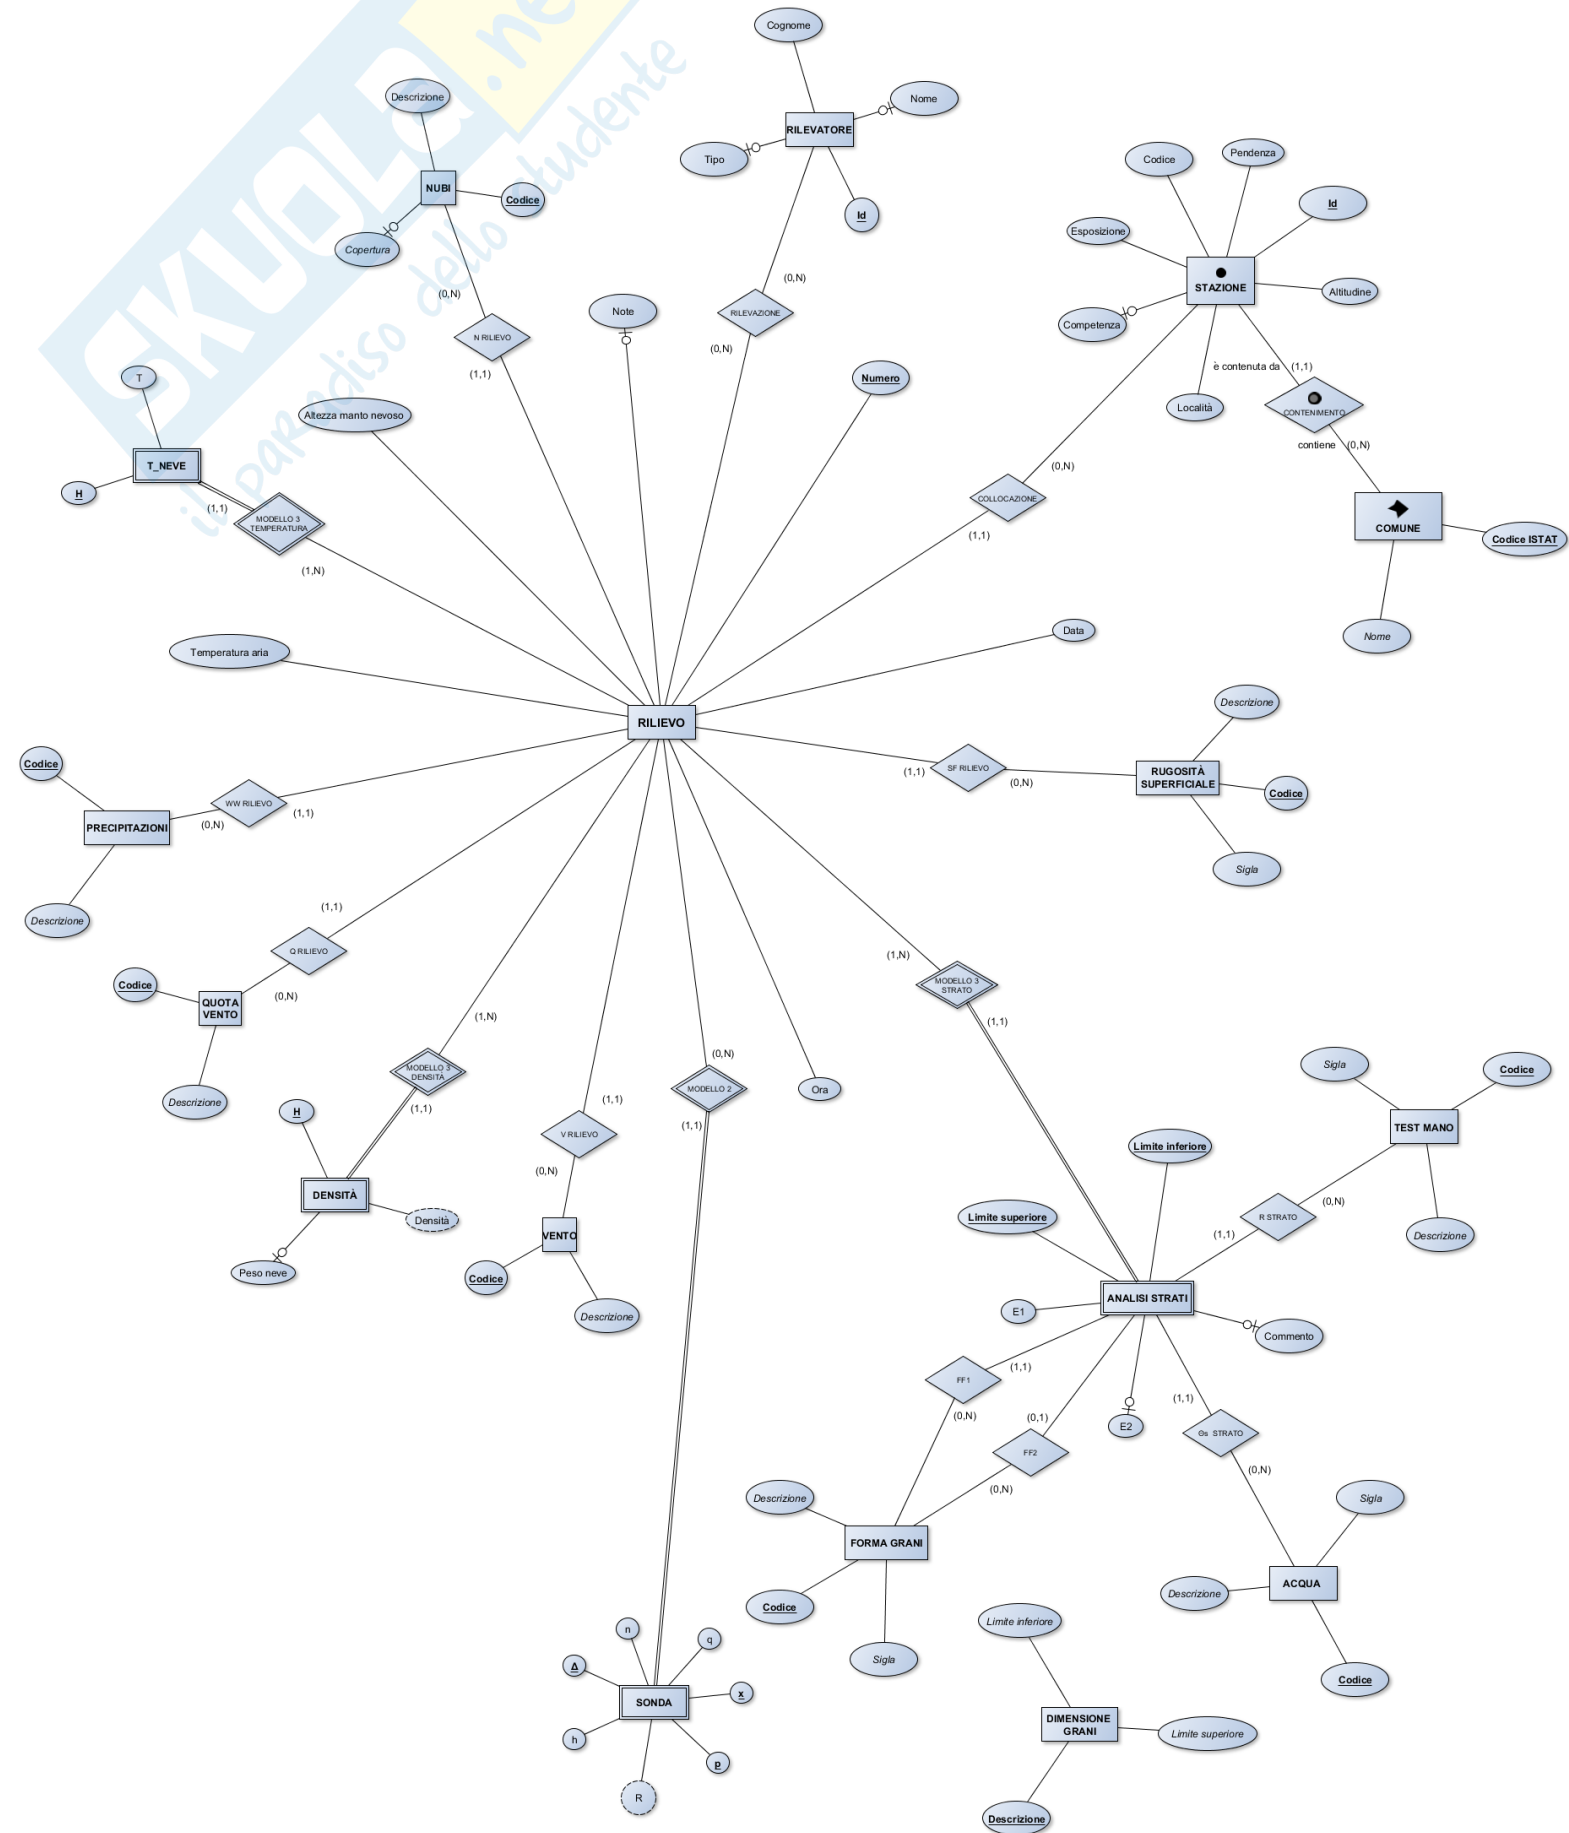 SKUOLa.ne
il paradiso dello studente
Cognome
Nome
RILEVATORE
Tipo
Id
Descrizione
NUBI
Codice
Copertura
(0,N)
N RILIEVO
(1,1)
Note
(0,N)
RILEVAZIONE
(0,N)
Numero
Codice
Pendenza
Id
Esposizione
STAZIONE
Altitudine
Competenza
Località
è contenuta da
(1,1)
CONTENIMENTO
contiene
(0,N)
COMUNE
Codice ISTAT
Nome
(0,N)
COLLOCAZIONE
(1,1)
T
T_NEVE
H
(1,1)
MODELLO 3
TEMPERATURA
(1,N)
Altezza manto nevoso
Temperatura aria
Data
RILIEVO
Codice
PRECIPITAZIONI
Descrizione
WW RILIEVO
(0,N)
(1,1)
(1,1)
SF RILIEVO
(0,N)
Descrizione
RUGOSITÀ
SUPERFICIALE
Codice
Sigla
(1,1)
Q RILIEVO
(0,N)
Codice
QUOTA
VENTO
Descrizione
(1,N)
MODELLO 3
DENSITÀ
(1,1)
H
DENSITÀ
Densità
Peso neve
(1,1)
V RILIEVO
(0,N)
VENTO
Codice
Descrizione
(0,N)
MODELLO 2
(1,1)
Ora
(1,N)
MODELLO 3
STRATO
(1,1)
Sigla
Codice
TEST MANO
Descrizione
R STRATO
(0,N)
(1,1)
Limite inferiore
Limite superiore
ANALISI STRATI
E1
Commento
E2
FF1
(1,1)
(0,N)
(0,1)
FF2
(0,N)
(1,1)
Θs STRATO
(0,N)
Descrizione
FORMA GRANI
Codice
Sigla
Sigla
ACQUA
Descrizione
Codice
n
q
Δ
x
SONDA
h
p
R
Limite inferiore
DIMENSIONE
GRANI
Limite superiore
Descrizione